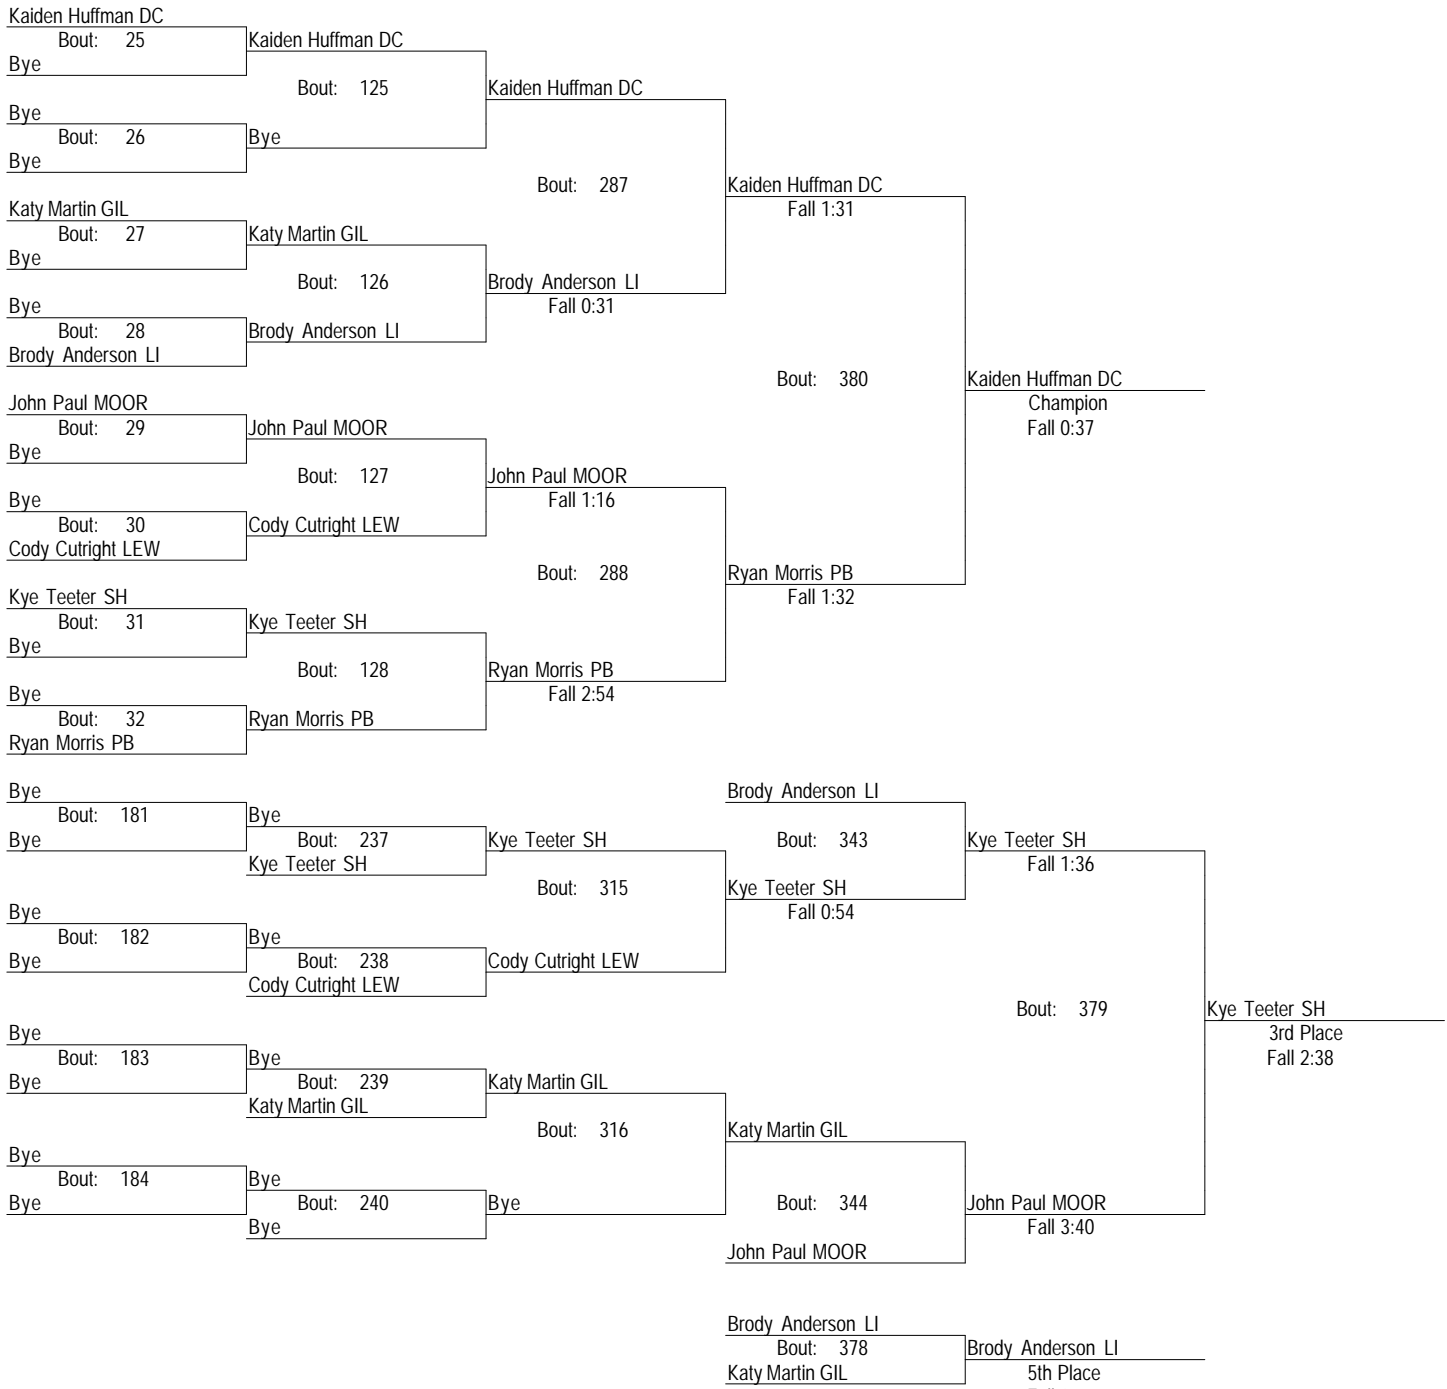 Kaiden Huffman DC
Bout: 25
Bye
Kaiden Huffman DC
Bout: 125
Bye
Bout: 26
Bye
Bye
Kaiden Huffman DC
Bout: 287
Katy Martin GIL
Bout: 27
Bye
Katy Martin GIL
Bout: 126
Bye
Bout: 28
Brody Anderson LI
Brody Anderson LI
Brody Anderson LI
Fall 0:31
Kaiden Huffman DC
Fall 1:31
Bout: 380
John Paul MOOR
Bout: 29
Bye
John Paul MOOR
Bout: 127
Bye
Bout: 30
Cody Cutright LEW
Cody Cutright LEW
John Paul MOOR
Fall 1:16
Bout: 288
Kye Teeter SH
Bout: 31
Bye
Kye Teeter SH
Bout: 128
Bye
Bout: 32
Ryan Morris PB
Ryan Morris PB
Ryan Morris PB
Fall 2:54
Ryan Morris PB
Fall 1:32
Kaiden Huffman DC
Champion
Fall 0:37
Bye
Bout: 181
Bye
Bye
Bout: 237
Kye Teeter SH
Kye Teeter SH
Bout: 315
Bye
Bout: 182
Bye
Bye
Bout: 238
Cody Cutright LEW
Cody Cutright LEW
Brody Anderson LI
Bout: 343
Kye Teeter SH
Fall 0:54
Kye Teeter SH
Fall 1:36
Bout: 379
Bye
Bout: 183
Bye
Bye
Bout: 239
Katy Martin GIL
Katy Martin GIL
Bout: 316
Bye
Bout: 184
Bye
Bye
Bout: 240
Bye
Bye
Katy Martin GIL
Bout: 344
John Paul MOOR
John Paul MOOR
Fall 3:40
Kye Teeter SH
3rd Place
Fall 2:38
Brody Anderson LI
Bout: 378
Katy Martin GIL
Brody Anderson LI
5th Place